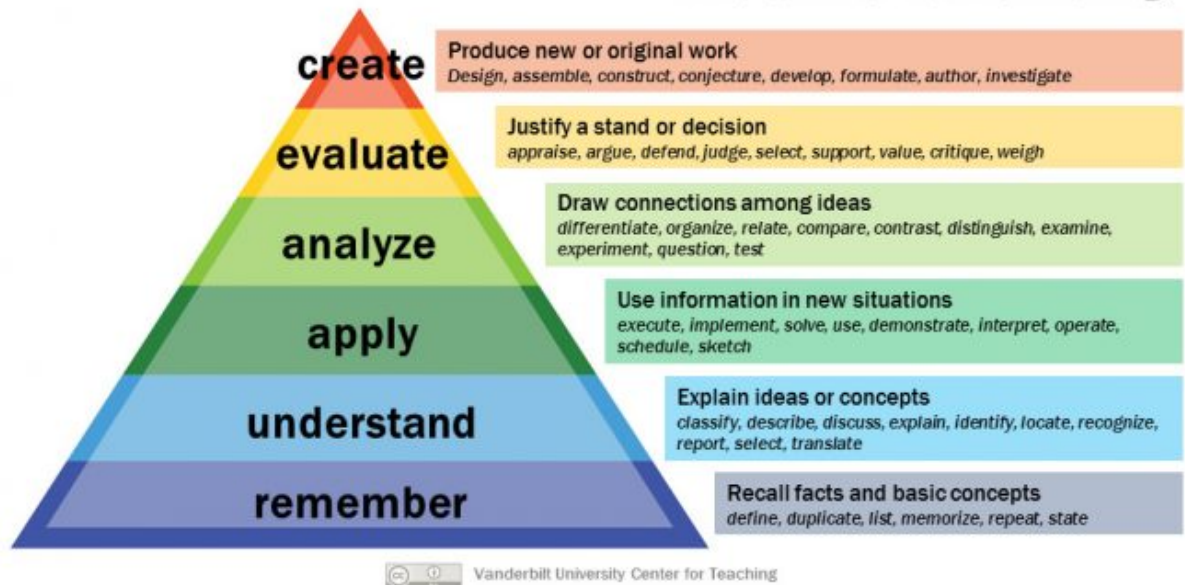 create
Produce new or original work
Design, assemble, construct, conjecture, develop, formulate, author, investigate
evaluate
Justify a stand or decision
appraise, argue, defend, judge, select, support, value, critique, weigh
analyze
Draw connections among ideas
differentiate, organize, relate, compare, contrast, distinguish, examine,
experiment, question, test
apply
Use information in new situations
execute, implement, solve, use, demonstrate, interpret, operate,
schedule, sketch
understand
Explain ideas or concepts
classify, describe, discuss, explain, identify, locate, recognize,
report, select, translate
remember
Recall facts and basic concepts
define, duplicate, list, memorize, repeat, state
cc
Vanderbilt University Center for Teaching